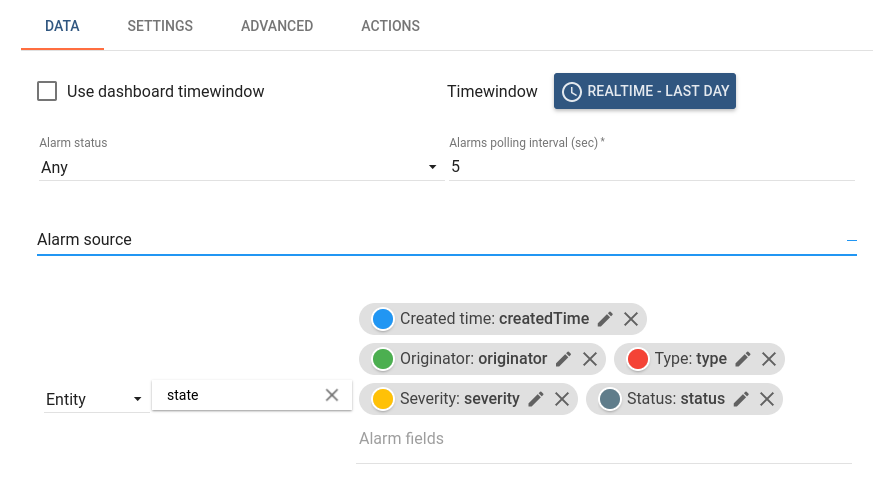 DATA SETTINGS ADVANCED ACTIONS
Use dashboard timewindow Timewindow REALTIME - LAST DAY
Alarm status Alarms polling interval (sec) *
Any 5
Alarm source
Created time: createdTime
Originator: originator Type: type
Entity state Severity: severity Status: status
Alarm fields